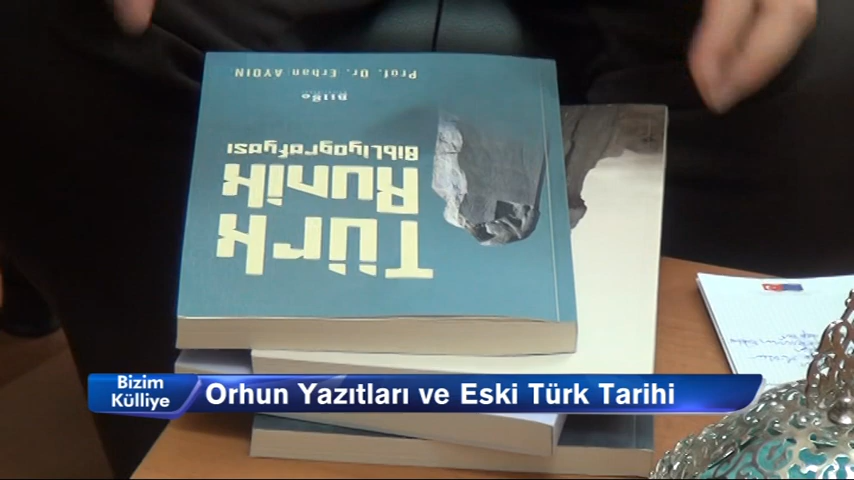 Prof. Dr. Erhan AYDIN
Bilge
Türk
Runik
Bibliyografyası
Bizim
Külliye
Orhun Yazıtları ve Eski Türk Tarihi